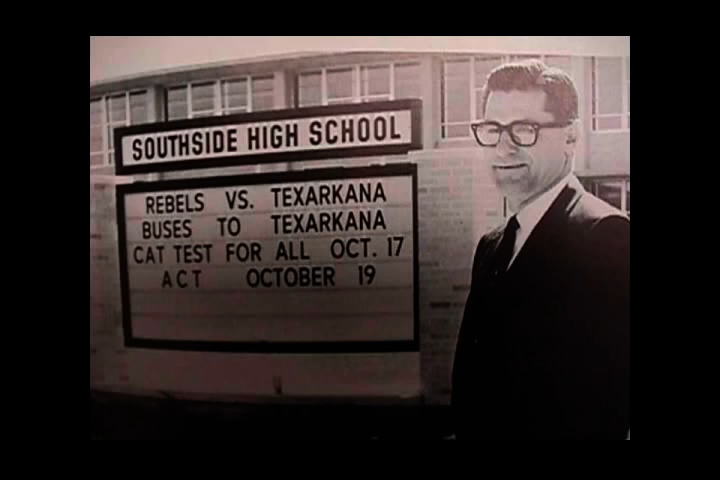 SOUTHSIDE HIGH SCHOOL
REBELS VS. TEXARKANA
BUSES TO TEXARKANA
CAT TEST FOR ALL OCT. 17
ACT OCTOBER 19